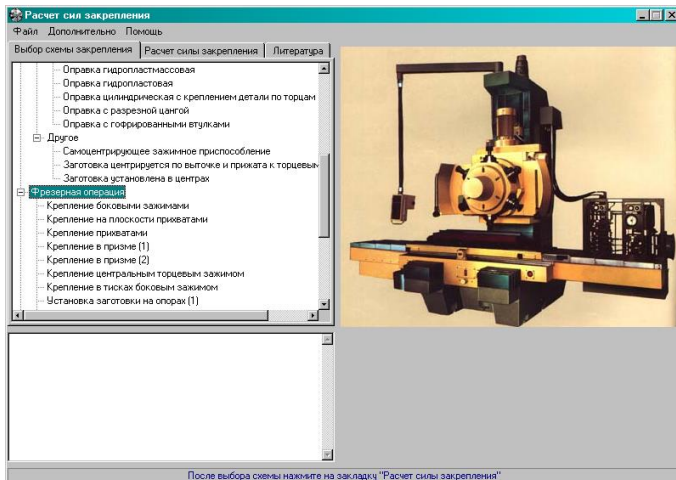 Расчет сил закрепления
Файл Дополнительно Помощь
Выбор схемы закрепления Расчет силы закрепления Литература
Оправка гидропластмассовая
Оправка гидропластовая
Оправка цилиндрическая с креплением детали по торцам
Оправка с разрезной цангой
Оправка с гофрированными втулками
Другое
Самоцентрирующее зажимное приспособление
Заготовка центрируется по выточке и прижата к торцевым
Заготовка установлена в центрах
Фрезерная операция
Крепление боковыми зажимами
Крепление на плоскости прихватами
Крепление прихватами
Крепление в призме (1)
Крепление в призме (2)
Крепление центральным торцевым зажимом
Крепление в тисках боковым зажимом
Установка заготовки на опорах (1)
После выбора схемы нажмите на закладку "Расчет силы закрепления"